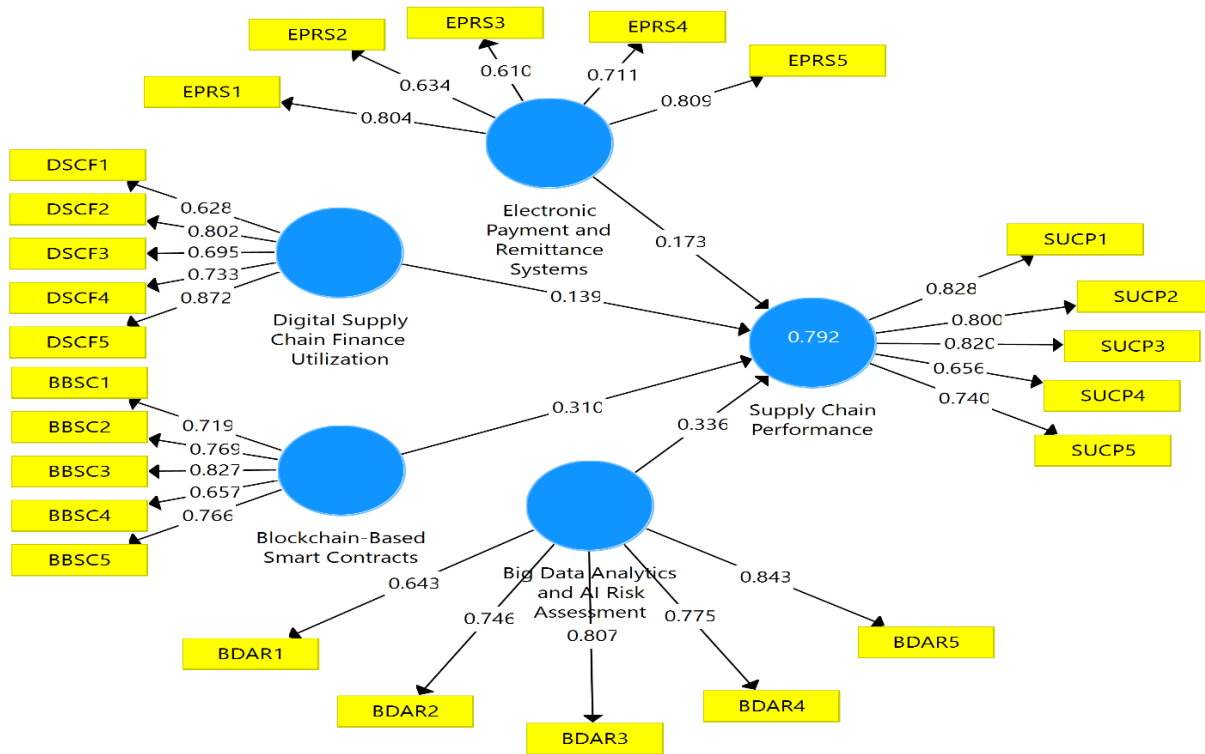 EPRS1
EPRS2
EPRS3
EPRS4
EPRS5
0.804
0.634
0.610
0.711
0.809
Electronic
Payment and
Remittance
Systems
0.173
DSCF1
DSCF2
DSCF3
DSCF4
DSCF5
0.628
0.802
0.695
0.733
0.872
Digital Supply
Chain Finance
Utilization
0.139
BBSC1
BBSC2
BBSC3
BBSC4
BBSC5
0.719
0.769
0.827
0.657
0.766
Blockchain-Based
Smart Contracts
0.310
0.792
Supply Chain
Performance
0.828
0.800
0.820
0.656
0.740
SUCP1
SUCP2
SUCP3
SUCP4
SUCP5
0.336
Big Data Analytics
and AI Risk
Assessment
0.643
0.746
0.807
0.775
0.843
BDAR1
BDAR2
BDAR3
BDAR4
BDAR5